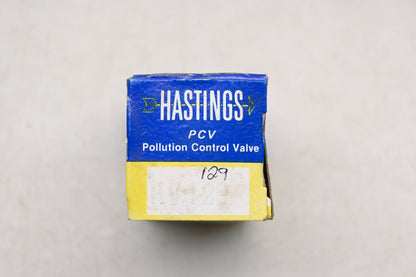 HASTINGS
PCV
Pollution Control Valve
129